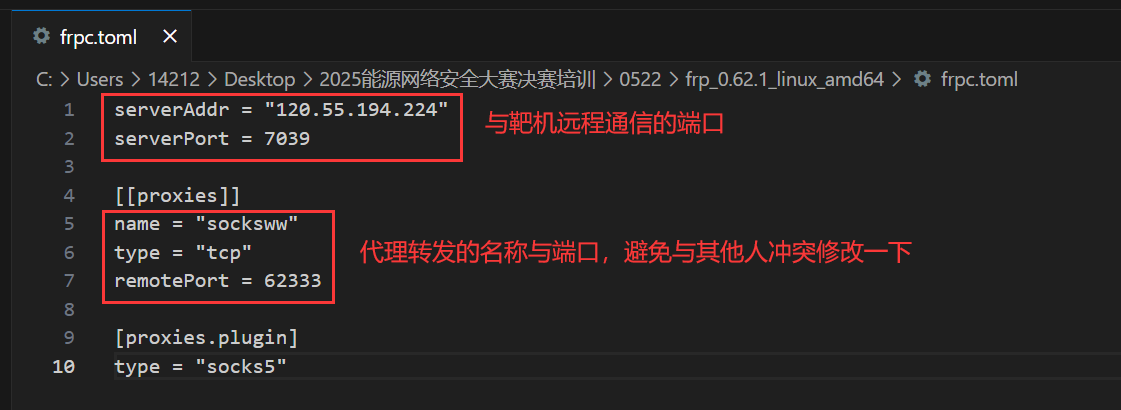 frpc.toml
C: > Users > 14212 > Desktop > 2025能源网络安全大赛决赛培训 > 0522 > frp_0.62.1_linux_amd64 > frpc.toml
1 serverAddr = "120.55.194.224"
与靶机远程通信的端口
2 serverPort = 7039
3
4 [[proxies]]
5 name = "socksww"
6 type = "tcp"
代理转发的名称与端口，避免与其他人冲突修改一下
7 remotePort = 62333
8
9 [proxies.plugin]
10 type = "socks5"